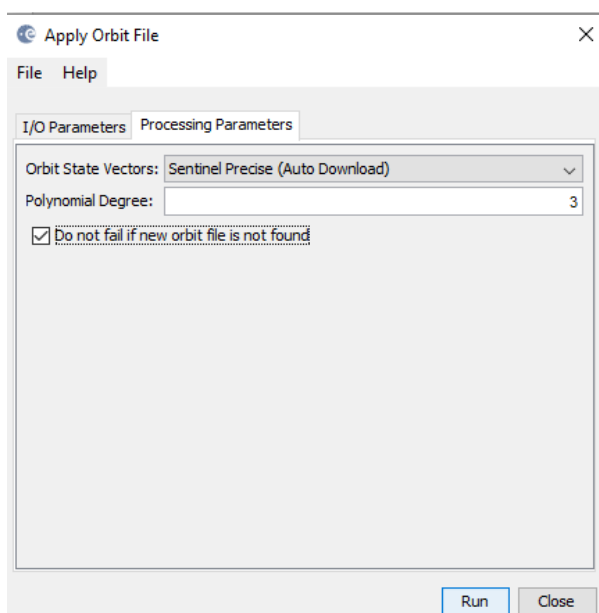 Apply Orbit File
File Help
I/O Parameters Processing Parameters
Orbit State Vectors: Sentinel Precise (Auto Download)
Polynomial Degree: 3
Do not fail if new orbit file is not found
Run Close